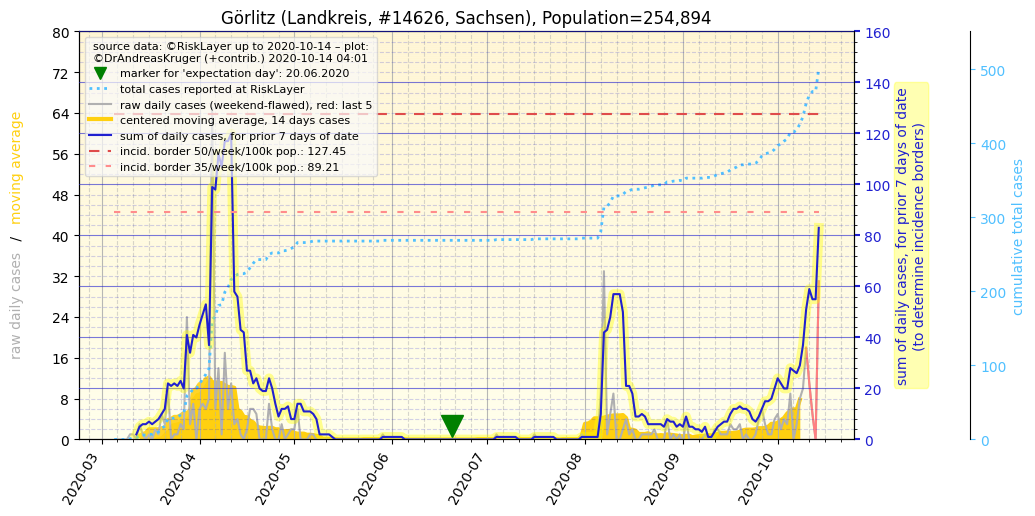 Görlitz (Landkreis, #14626, Sachsen), Population=254,894
source data: ©RiskLayer up to 2020-10-14 – plot:
©DrAndreasKruger (+contrib.) 2020-10-14 04:01
marker for 'expectation day': 20.06.2020
total cases reported at RiskLayer
raw daily cases (weekend-flawed), red: last 5
centered moving average, 14 days cases
sum of daily cases, for prior 7 days of date
incid. border 50/week/100k pop.: 127.45
incid. border 35/week/100k pop.: 89.21
raw daily cases / moving average
80
72
64
56
48
40
32
24
16
8
0
2020-03
2020-04
2020-05
2020-06
2020-07
2020-08
2020-09
2020-10
160
140
120
100
80
60
40
20
0
sum of daily cases, for prior 7 days of date
(to determine incidence borders)
500
400
300
200
100
0
cumulative total cases